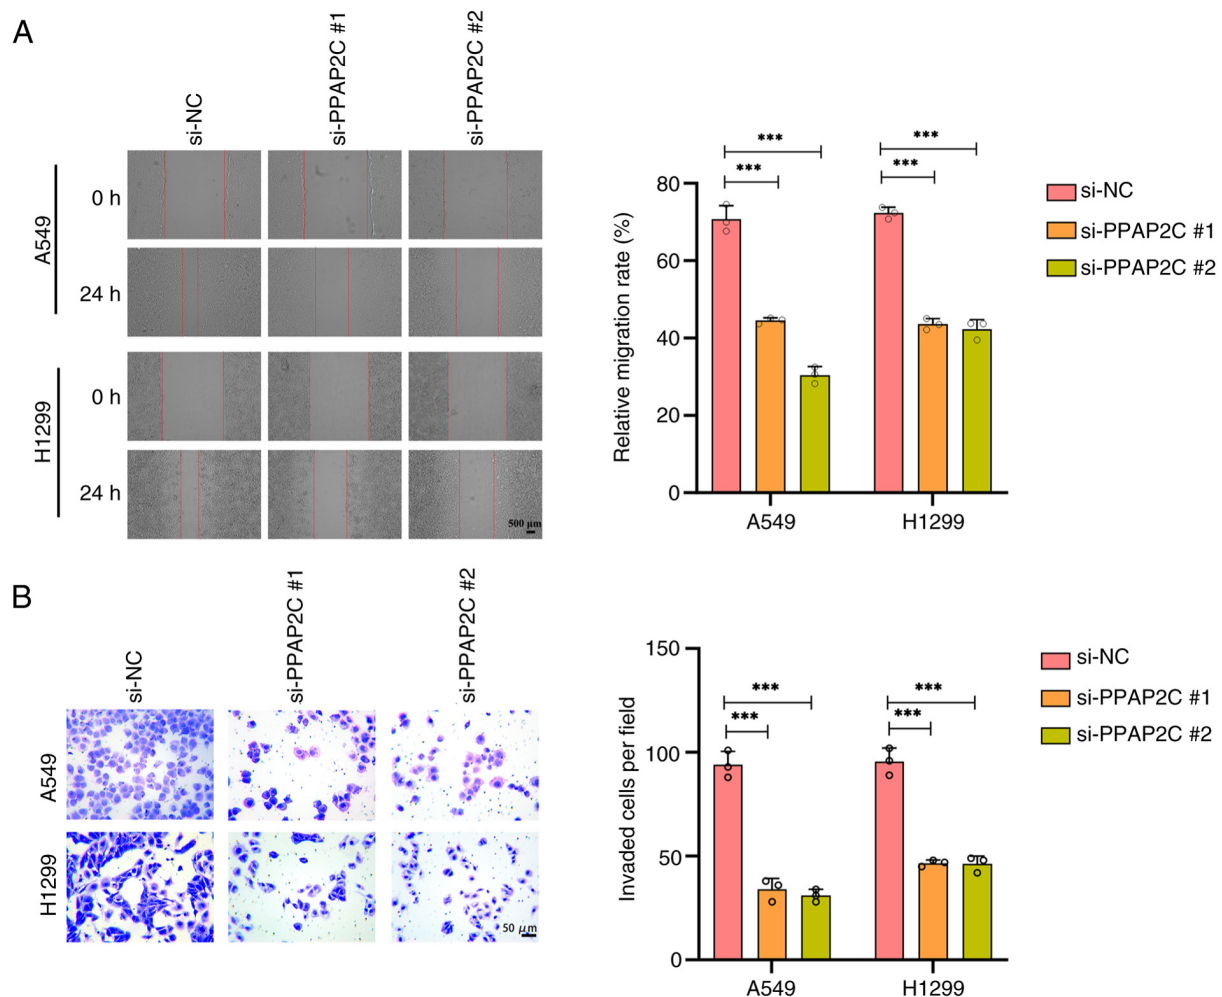 A
si-NC
si-PPAP2C #1
si-PPAP2C #2
A549
0 h
24 h
H1299
0 h
24 h
500 μm
Relative migration rate (%)
80
60
40
20
0
***
***
***
***
A549
H1299
si-NC
si-PPAP2C #1
si-PPAP2C #2
B
si-NC
si-PPAP2C #1
si-PPAP2C #2
A549
H1299
50 μm
Invaded cells per field
150
100
50
0
***
***
***
***
A549
H1299
si-NC
si-PPAP2C #1
si-PPAP2C #2